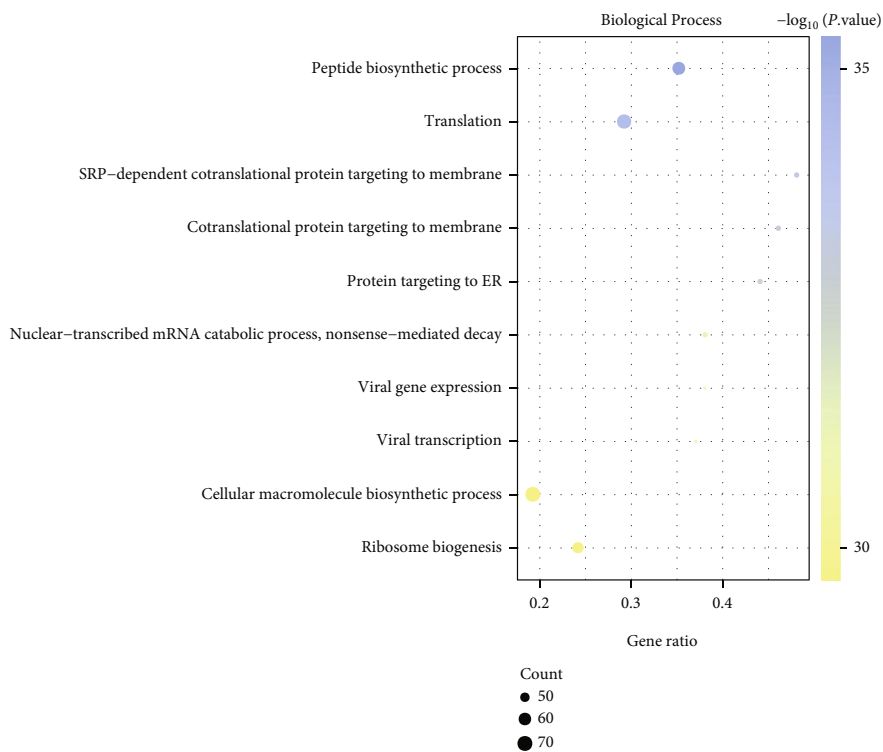 Biological Process
−log10 (P.value)
Peptide biosynthetic process
Translation
SRP−dependent cotranslational protein targeting to membrane
Cotranslational protein targeting to membrane
Protein targeting to ER
Nuclear−transcribed mRNA catabolic process, nonsense−mediated decay
Viral gene expression
Viral transcription
Cellular macromolecule biosynthetic process
Ribosome biogenesis
35
30
0.2 0.3 0.4
Gene ratio
Count
50
60
70